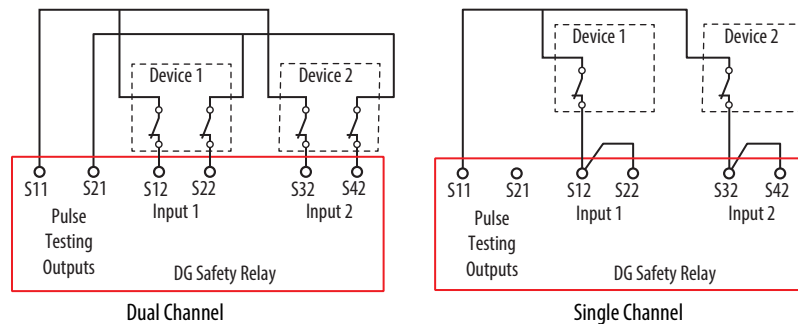 Device 1
Device 2
S11
S21
S12
S22
S32
S42
Pulse
Testing
Outputs
Input 1
Input 2
DG Safety Relay
Dual Channel
Device 1
Device 2
S11
S21
S12
S22
S32
S42
Pulse
Testing
Outputs
Input 1
Input 2
DG Safety Relay
Single Channel